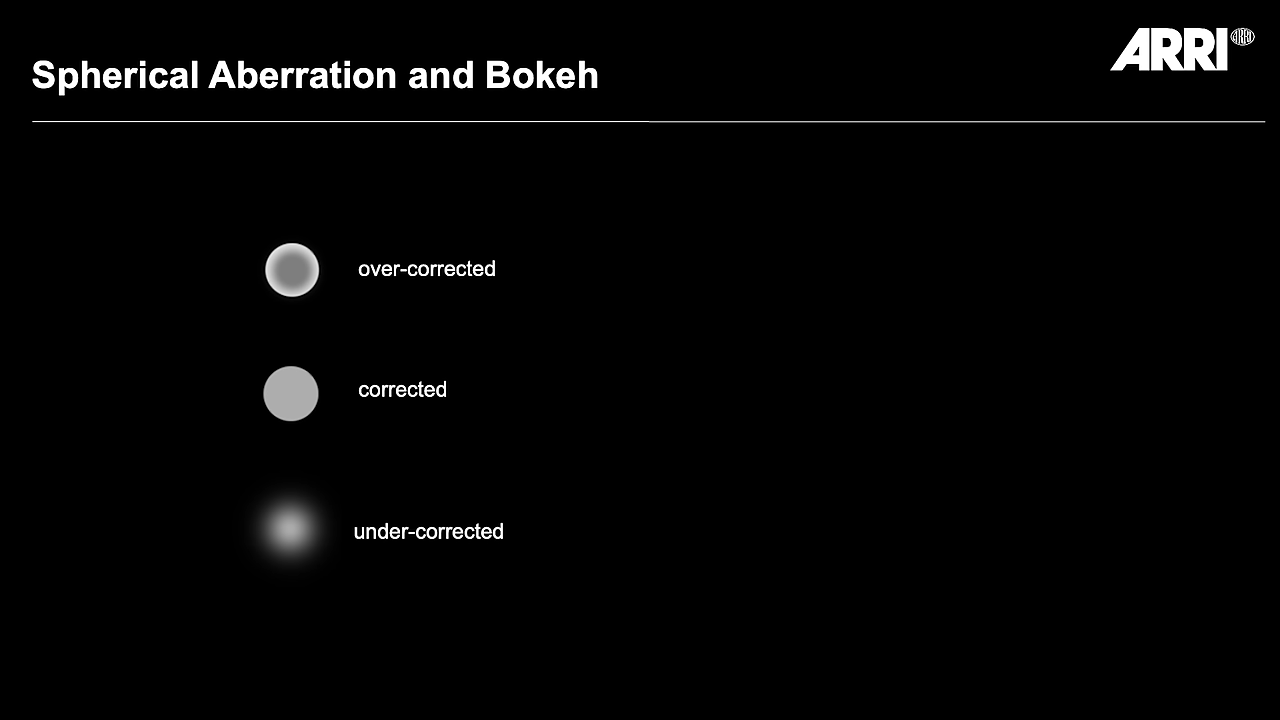 ARRI
Spherical Aberration and Bokeh
over-corrected
corrected
under-corrected